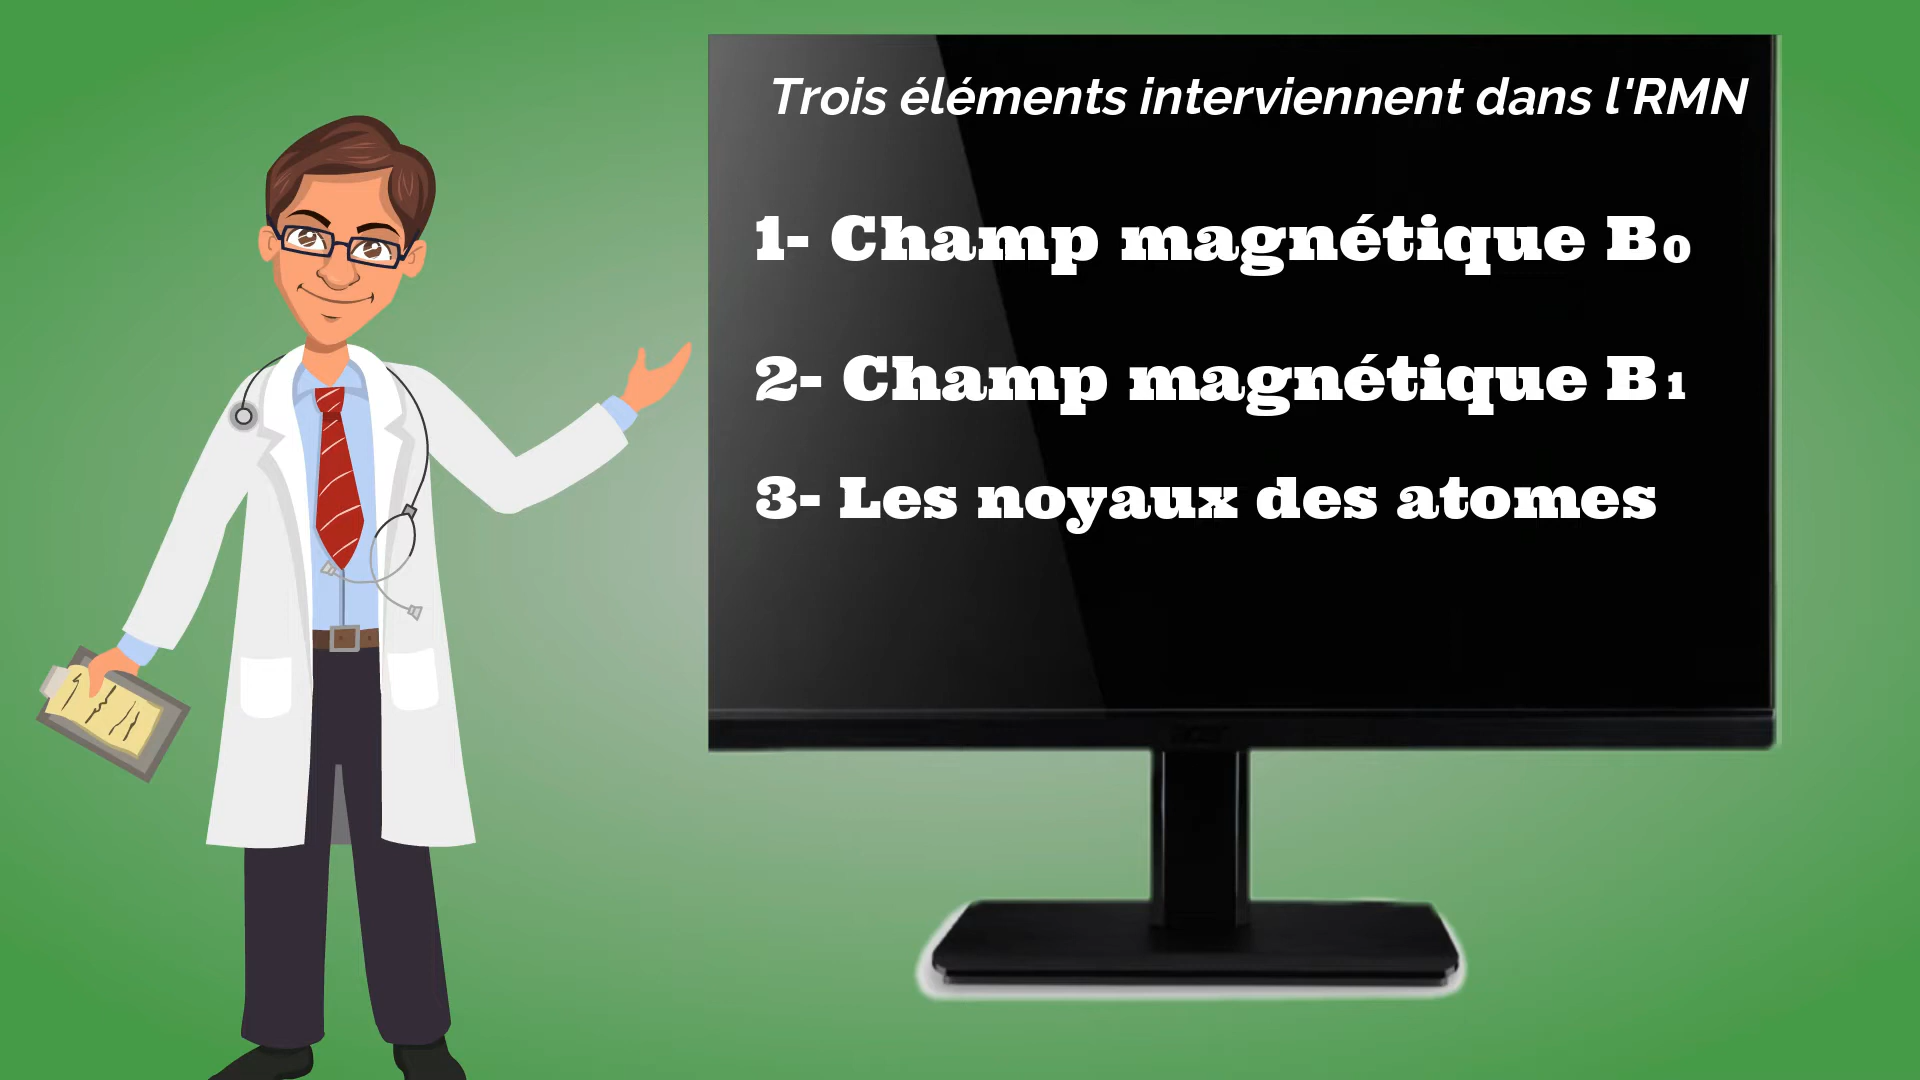 Trois éléments interviennent dans l'RMN
1- Champ magnétique B₀
2- Champ magnétique B₁
3- Les noyaux des atomes